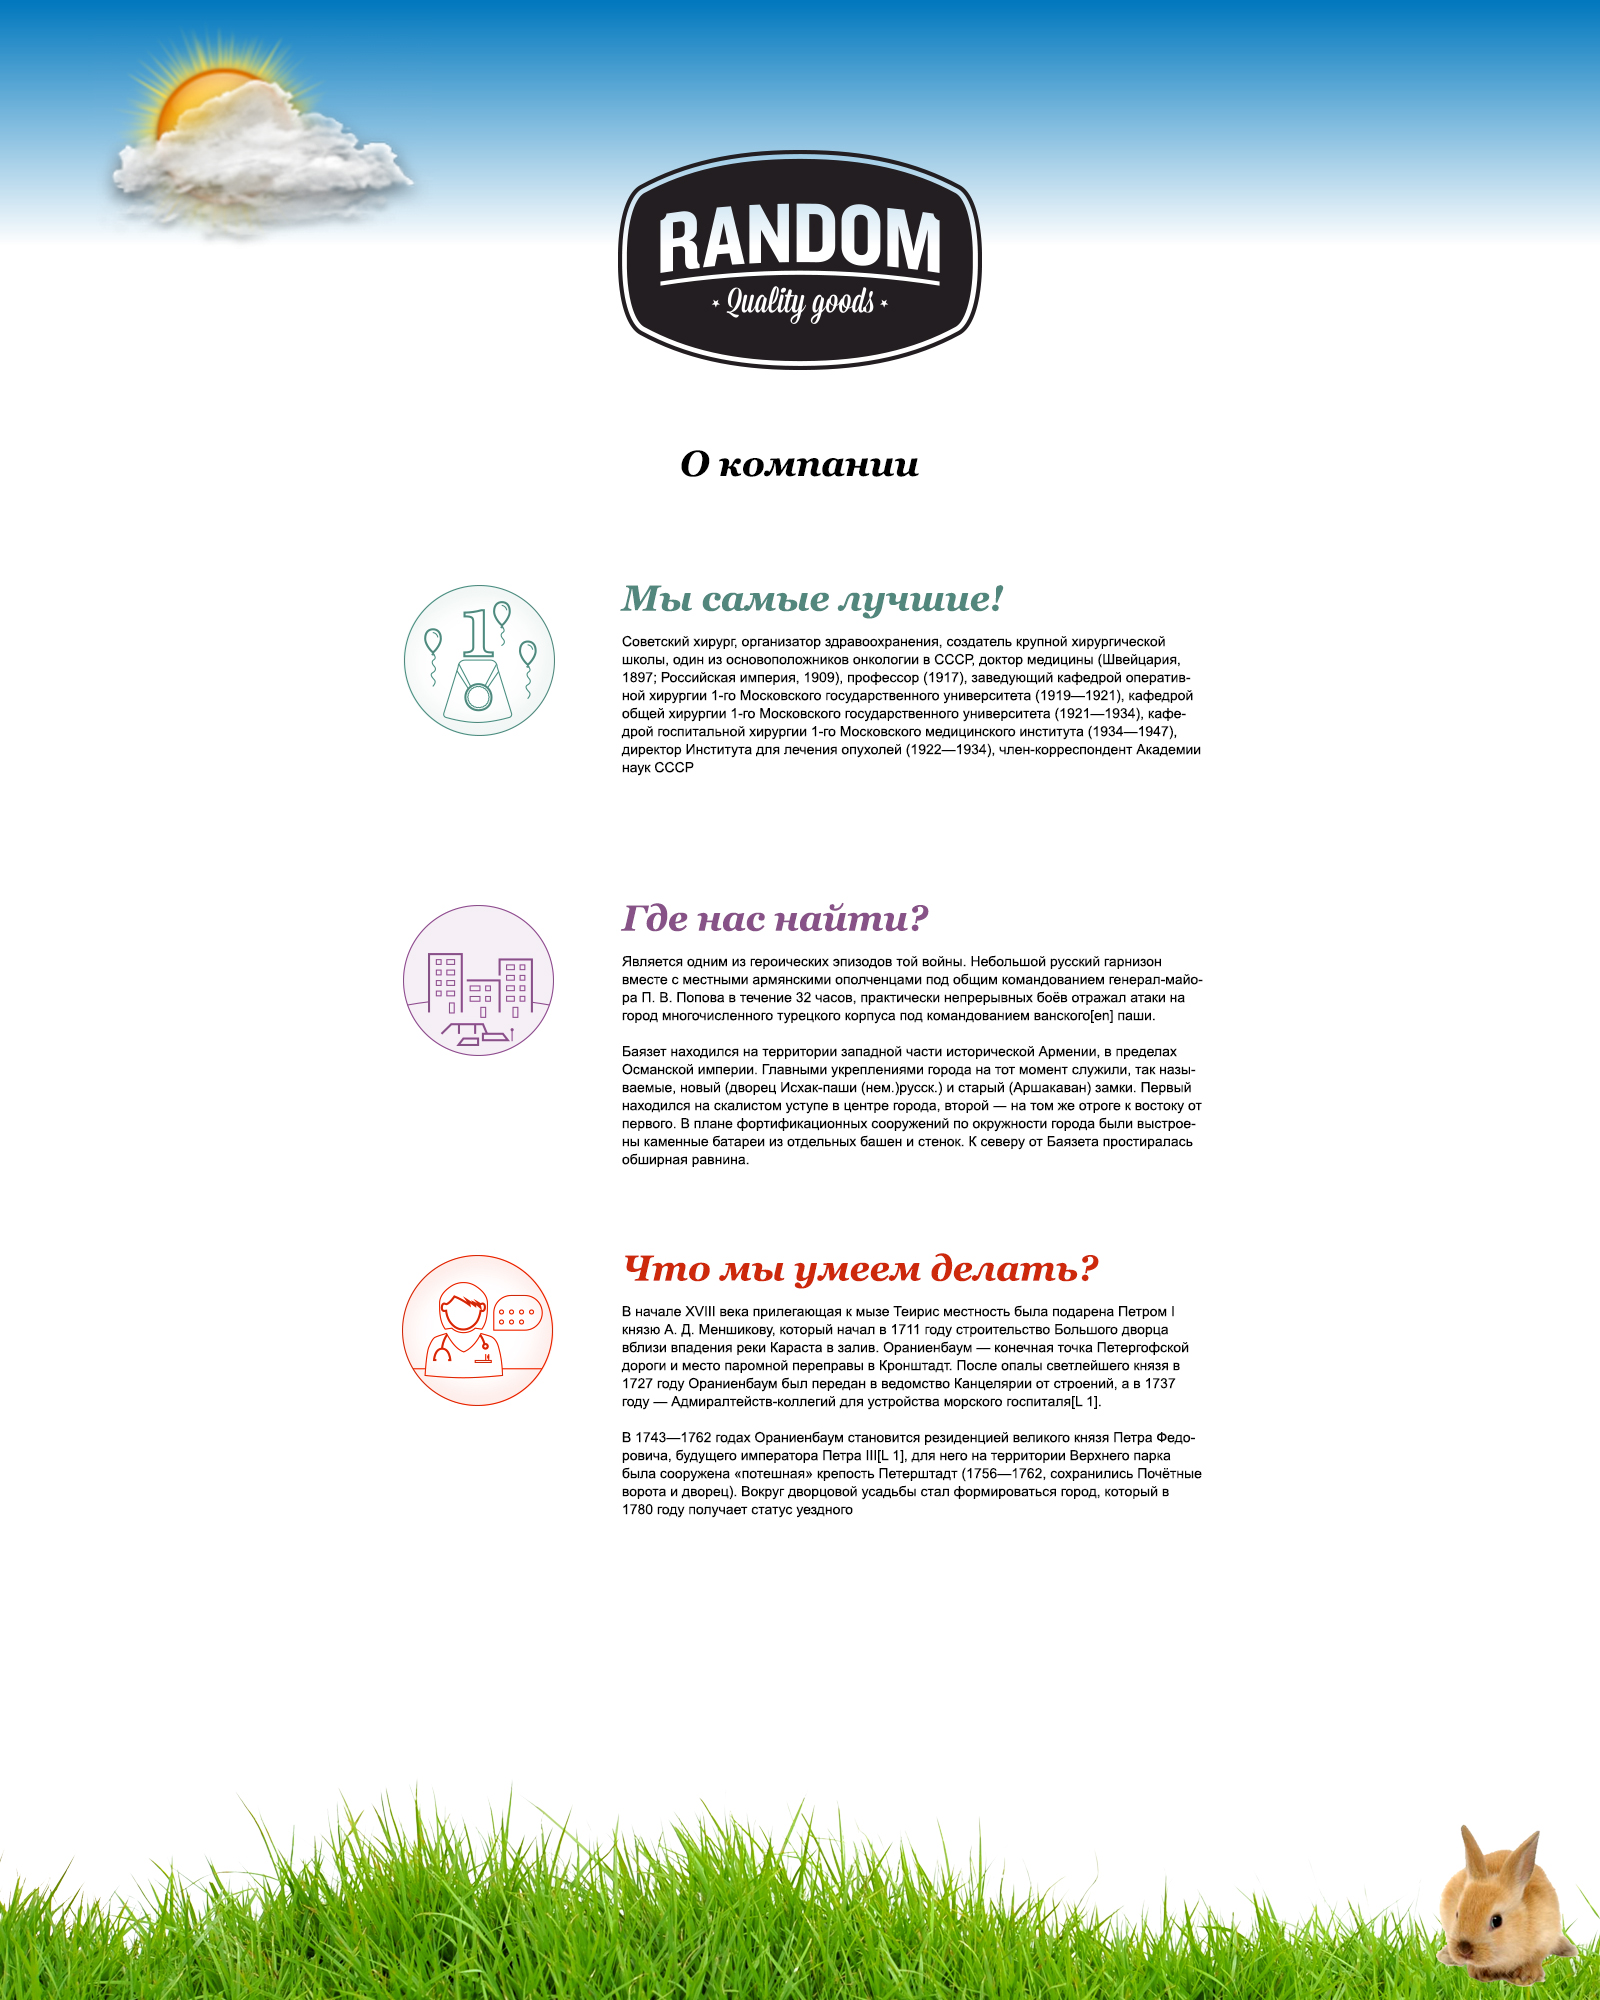 RANDOM
Quality goods
О компании
1
Мы самые лучшие!
Советский хирург, организатор здравоохранения, создатель крупной хирургической
школы, один из основоположников онкологии в СССР, доктор медицины (Швейцария,
1897; Российская империя, 1909), профессор (1917), заведующий кафедрой оператив-
ной хирургии 1-го Московского государственного университета (1919—1921), кафедрой
общей хирургии 1-го Московского государственного университета (1921—1934), кафе-
дрой госпитальной хирургии 1-го Московского медицинского института (1934—1947),
директор Института для лечения опухолей (1922—1934), член-корреспондент Академии
наук СССР
Где нас найти?
Является одним из героических эпизодов той войны. Небольшой русский гарнизон
вместе с местными армянскими ополченцами под общим командованием генерал-майо-
ра П. В. Попова в течение 32 часов, практически непрерывных боёв отражал атаки на
город многочисленного турецкого корпуса под командованием ванского[en] паши.
Баязет находился на территории западной части исторической Армении, в пределах
Османской империи. Главными укреплениями города на тот момент служили, так назы-
ваемые, новый (дворец Исхак-паши (нем.)русск.) и старый (Аршакаван) замки. Первый
находился на скалистом уступе в центре города, второй — на том же отроге к востоку от
первого. В плане фортификационных сооружений по окружности города были выстрое-
ны каменные батареи из отдельных башен и стенок. К северу от Баязета простиралась
обширная равнина.
Что мы умеем делать?
В начале XVIII века прилегающая к мызе Теирис местность была подарена Петром I
князю А. Д. Меншикову, который начал в 1711 году строительство Большого дворца
вблизи впадения реки Караста в залив. Ораниенбаум — конечная точка Петергофской
дороги и место паромной переправы в Кронштадт. После опалы светлейшего князя в
1727 году Ораниенбаум был передан в ведомство Канцелярии от строений, а в 1737
году — Адмиралтейств-коллегий для устройства морского госпиталя[L 1].
В 1743—1762 годах Ораниенбаум становится резиденцией великого князя Петра Федо-
ровича, будущего императора Петра III[L 1], для него на территории Верхнего парка
была сооружена «потешная» крепость Петерштадт (1756—1762, сохранились Почётные
ворота и дворец). Вокруг дворцовой усадьбы стал формироваться город, который в
1780 году получает статус уездного